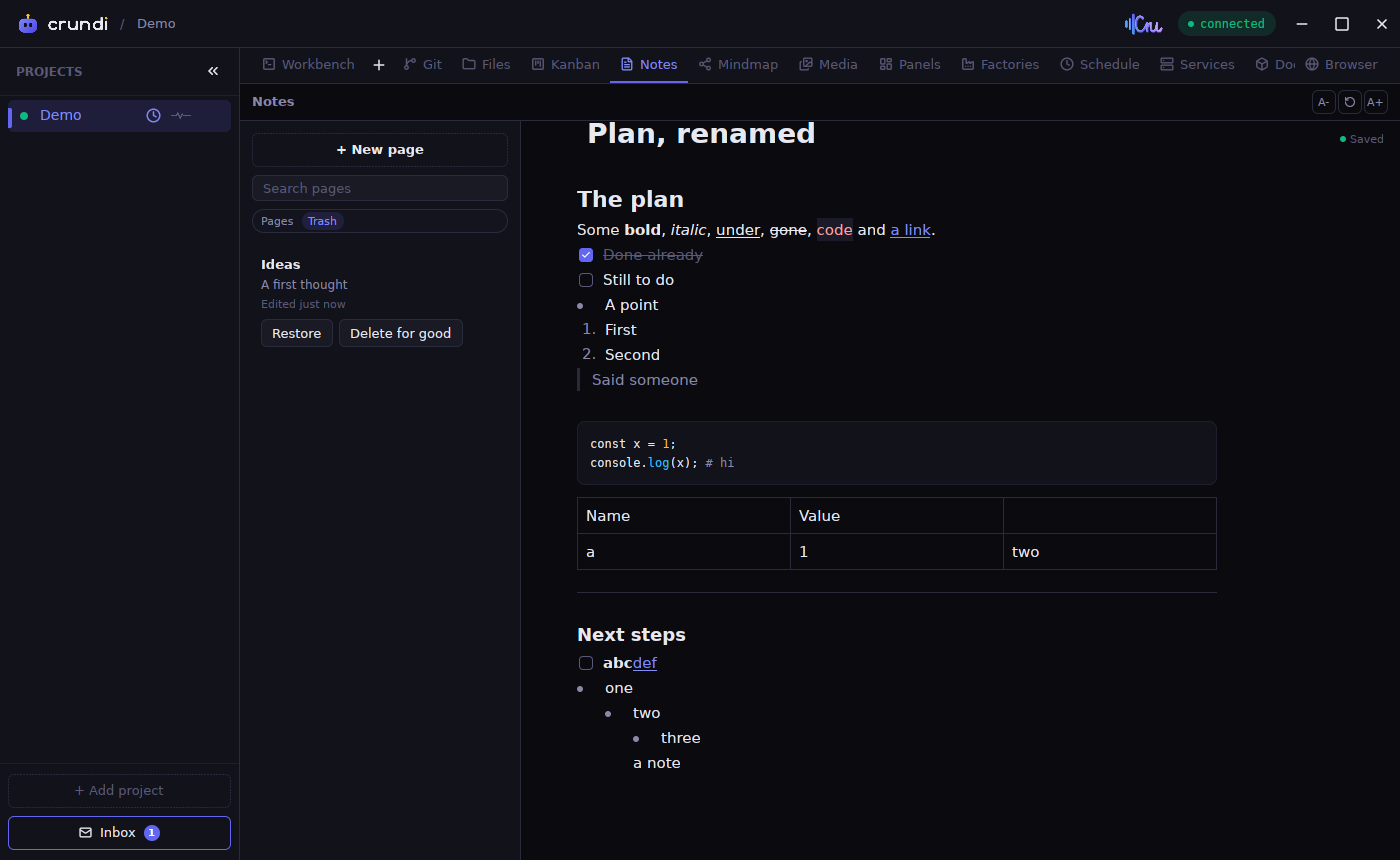 crundi / Demo
Cru
connected
PROJECTS
Workbench Git Files Kanban Notes Mindmap Media Panels Factories Schedule Services Browser
Notes
A- A+
Demo
+ New page
Search pages
Pages Trash
Ideas
A first thought
Edited just now
Restore Delete for good
+ Add project
Inbox 1
Plan, renamed
Saved
The plan
Some bold, italic, under, gone, code and a link.
Done already
Still to do
A point
1. First
2. Second
Said someone
const x = 1;
console.log(x); # hi
Name Value
a 1 two
Next steps
abcdef
one
two
three
a note